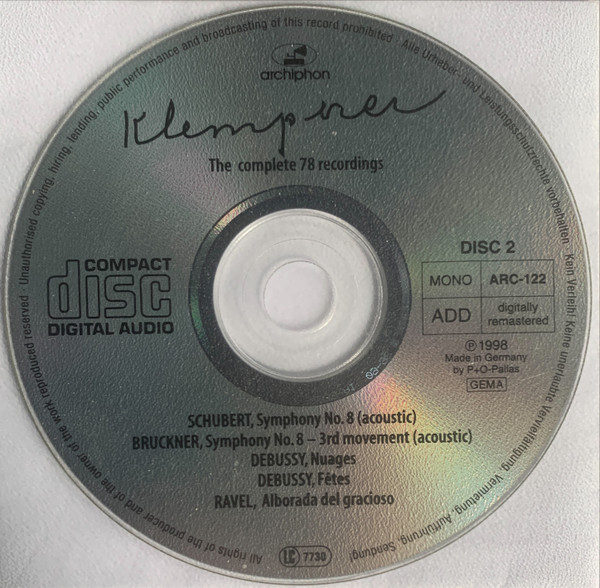 All rights of the producer and of the owner of the work reproduced reserved · Unauthorised copying, hiring, lending, public performance and broadcasting of this record prohibited · Alle Urheber- und Leistungsschutzrechte vorbehalten · Kein Verleih! Keine unerlaubte Vervielfältigung, Vermietung, Aufführung, Sendung!
archiphon
Klemperer
The complete 78 recordings
DISC 2
COMPACT
disc
DIGITAL AUDIO
MONO ARC-122
ADD digitally
remastered
℗ 1998
Made in Germany
by P+O-Pallas
GEMA
SCHUBERT, Symphony No. 8 (acoustic)
BRUCKNER, Symphony No. 8 – 3rd movement (acoustic)
DEBUSSY, Nuages
DEBUSSY, Fêtes
RAVEL, Alborada del gracioso
LC 7730